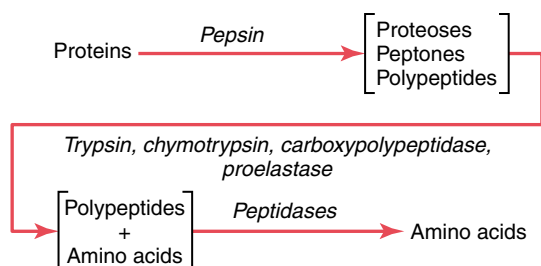 Pepsin
Proteins
Proteoses
Peptones
Polypeptides
Trypsin, chymotrypsin, carboxypolypeptidase,
proelastase
Polypeptides
+
Amino acids
Peptidases
Amino acids